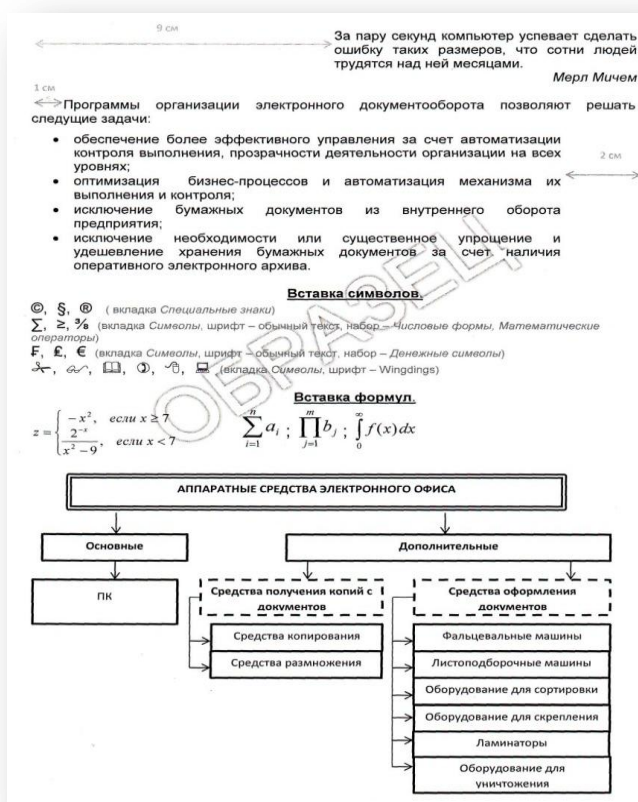 9 см
За пару секунд компьютер успевает сделать
ошибку таких размеров, что сотни людей
трудятся над ней месяцами.
Мерл Мичем
1 см
Программы организации электронного документооборота позволяют решать
следущие задачи:
• обеспечение более эффективного управления за счет автоматизации
контроля выполнения, прозрачности деятельности организации на всех
уровнях;
2 см
• оптимизация бизнес-процессов и автоматизация механизма их
выполнения и контроля;
• исключение бумажных документов из внутреннего оборота
предприятия;
• исключение необходимости или существенное упрощение и
удешевление хранения бумажных документов за счет наличия
оперативного электронного архива.
ОБРАЗЕЦ
Вставка символов.
©, §, ® ( вкладка Специальные знаки)
∑, ≥, ⅜ (вкладка Символы, шрифт – обычный текст, набор – Числовые формы, Математические
операторы)
₣, ₤, € (вкладка Символы, шрифт – обычный текст, набор – Денежные символы)
(вкладка Символы, шрифт – Wingdings)
Вставка формул.
z = { −x², если x ≥ 7
2⁻ˣ / (x² − 9), если x < 7
∑ i=1 n aᵢ ; ∏ j=1 m bⱼ ; ∫ 0 ∞ f(x)dx
АППАРАТНЫЕ СРЕДСТВА ЭЛЕКТРОННОГО ОФИСА
Основные
Дополнительные
ПК
Средства получения копий с
документов
Средства оформления
документов
Средства копирования
Фальцевальные машины
Средства размножения
Листоподборочные машины
Оборудование для сортировки
Оборудование для скрепления
Ламинаторы
Оборудование для
уничтожения